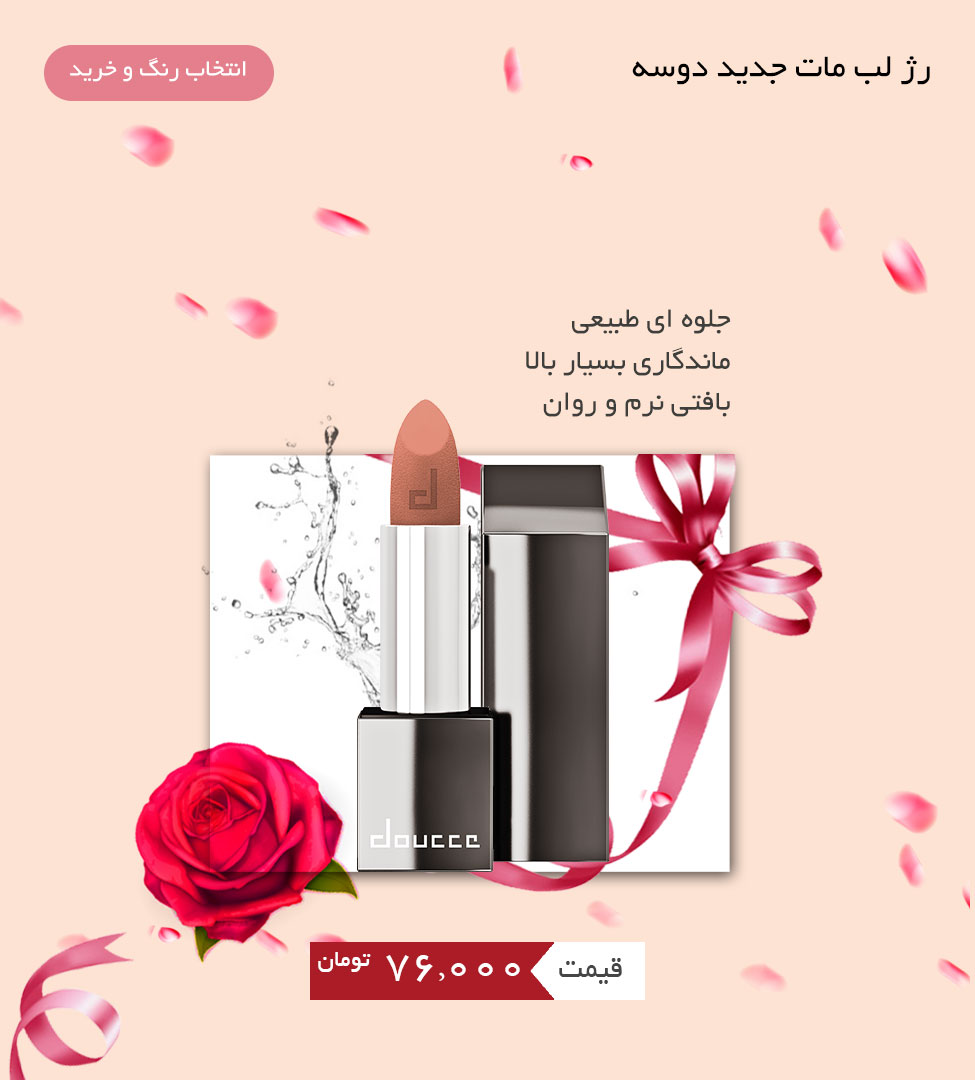 رژ لب مات جدید دوسه
انتخاب رنگ و خرید
جلوه ای طبیعی
ماندگاری بسیار بالا
بافتی نرم و روان
d
doucce
قیمت ۷۶,۰۰۰ تومان